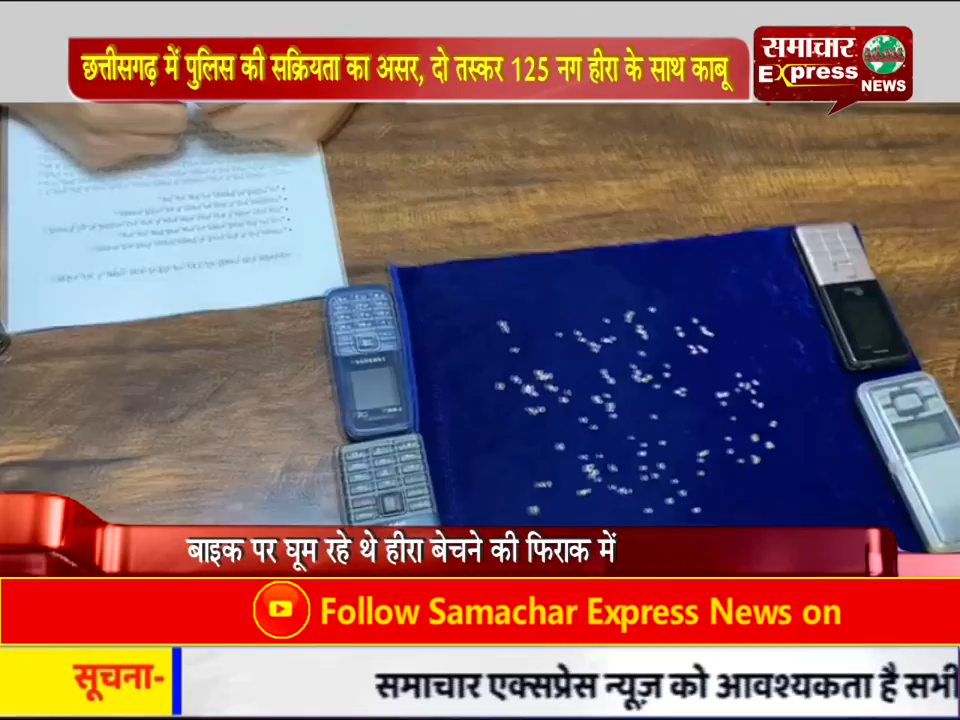 छत्तीसगढ़ में पुलिस की सक्रियता का असर, दो तस्कर 125 नग हीरा के साथ काबू
समाचार
Express
NEWS
बाइक पर घूम रहे थे हीरा बेचने की फिराक में
Follow Samachar Express News on
सूचना-
समाचार एक्सप्रेस न्यूज़ को आवश्यकता है सभी